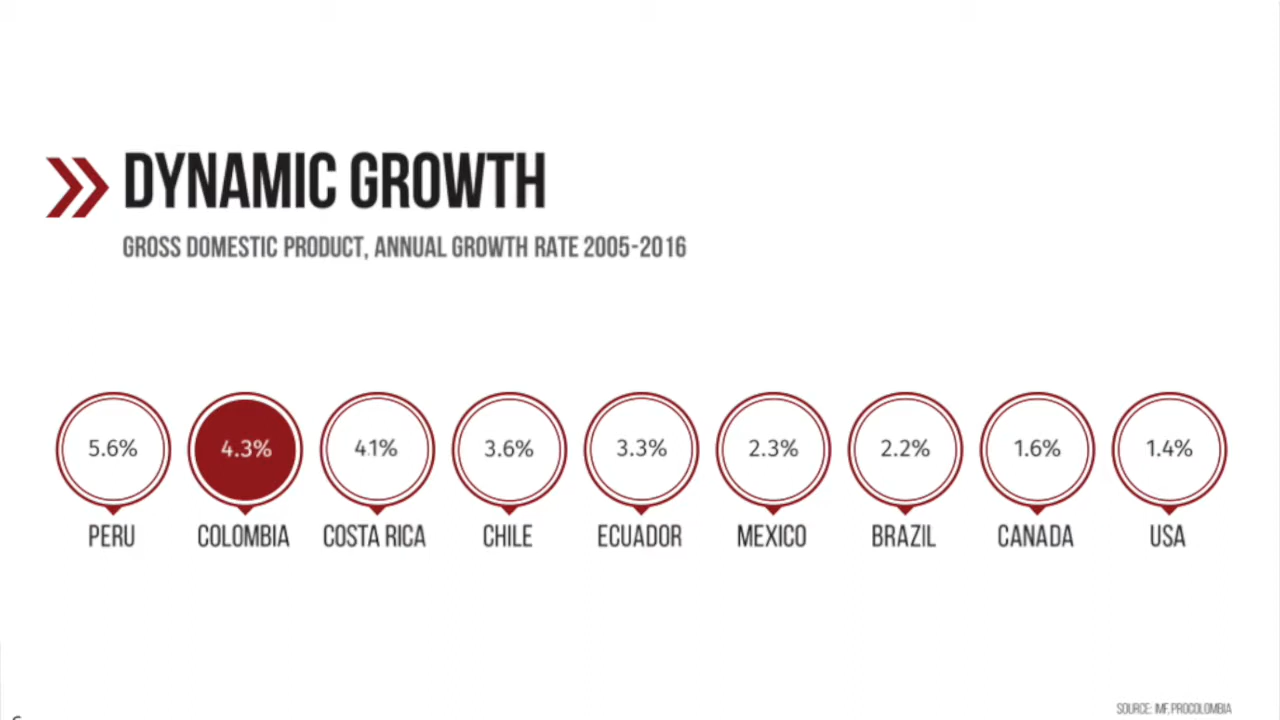 DYNAMIC GROWTH
GROSS DOMESTIC PRODUCT, ANNUAL GROWTH RATE 2005-2016
5.6% 4.3% 4.1% 3.6% 3.3% 2.3% 2.2% 1.6% 1.4%
PERU COLOMBIA COSTA RICA CHILE ECUADOR MEXICO BRAZIL CANADA USA
SOURCE: IMF, PROCOLOMBIA